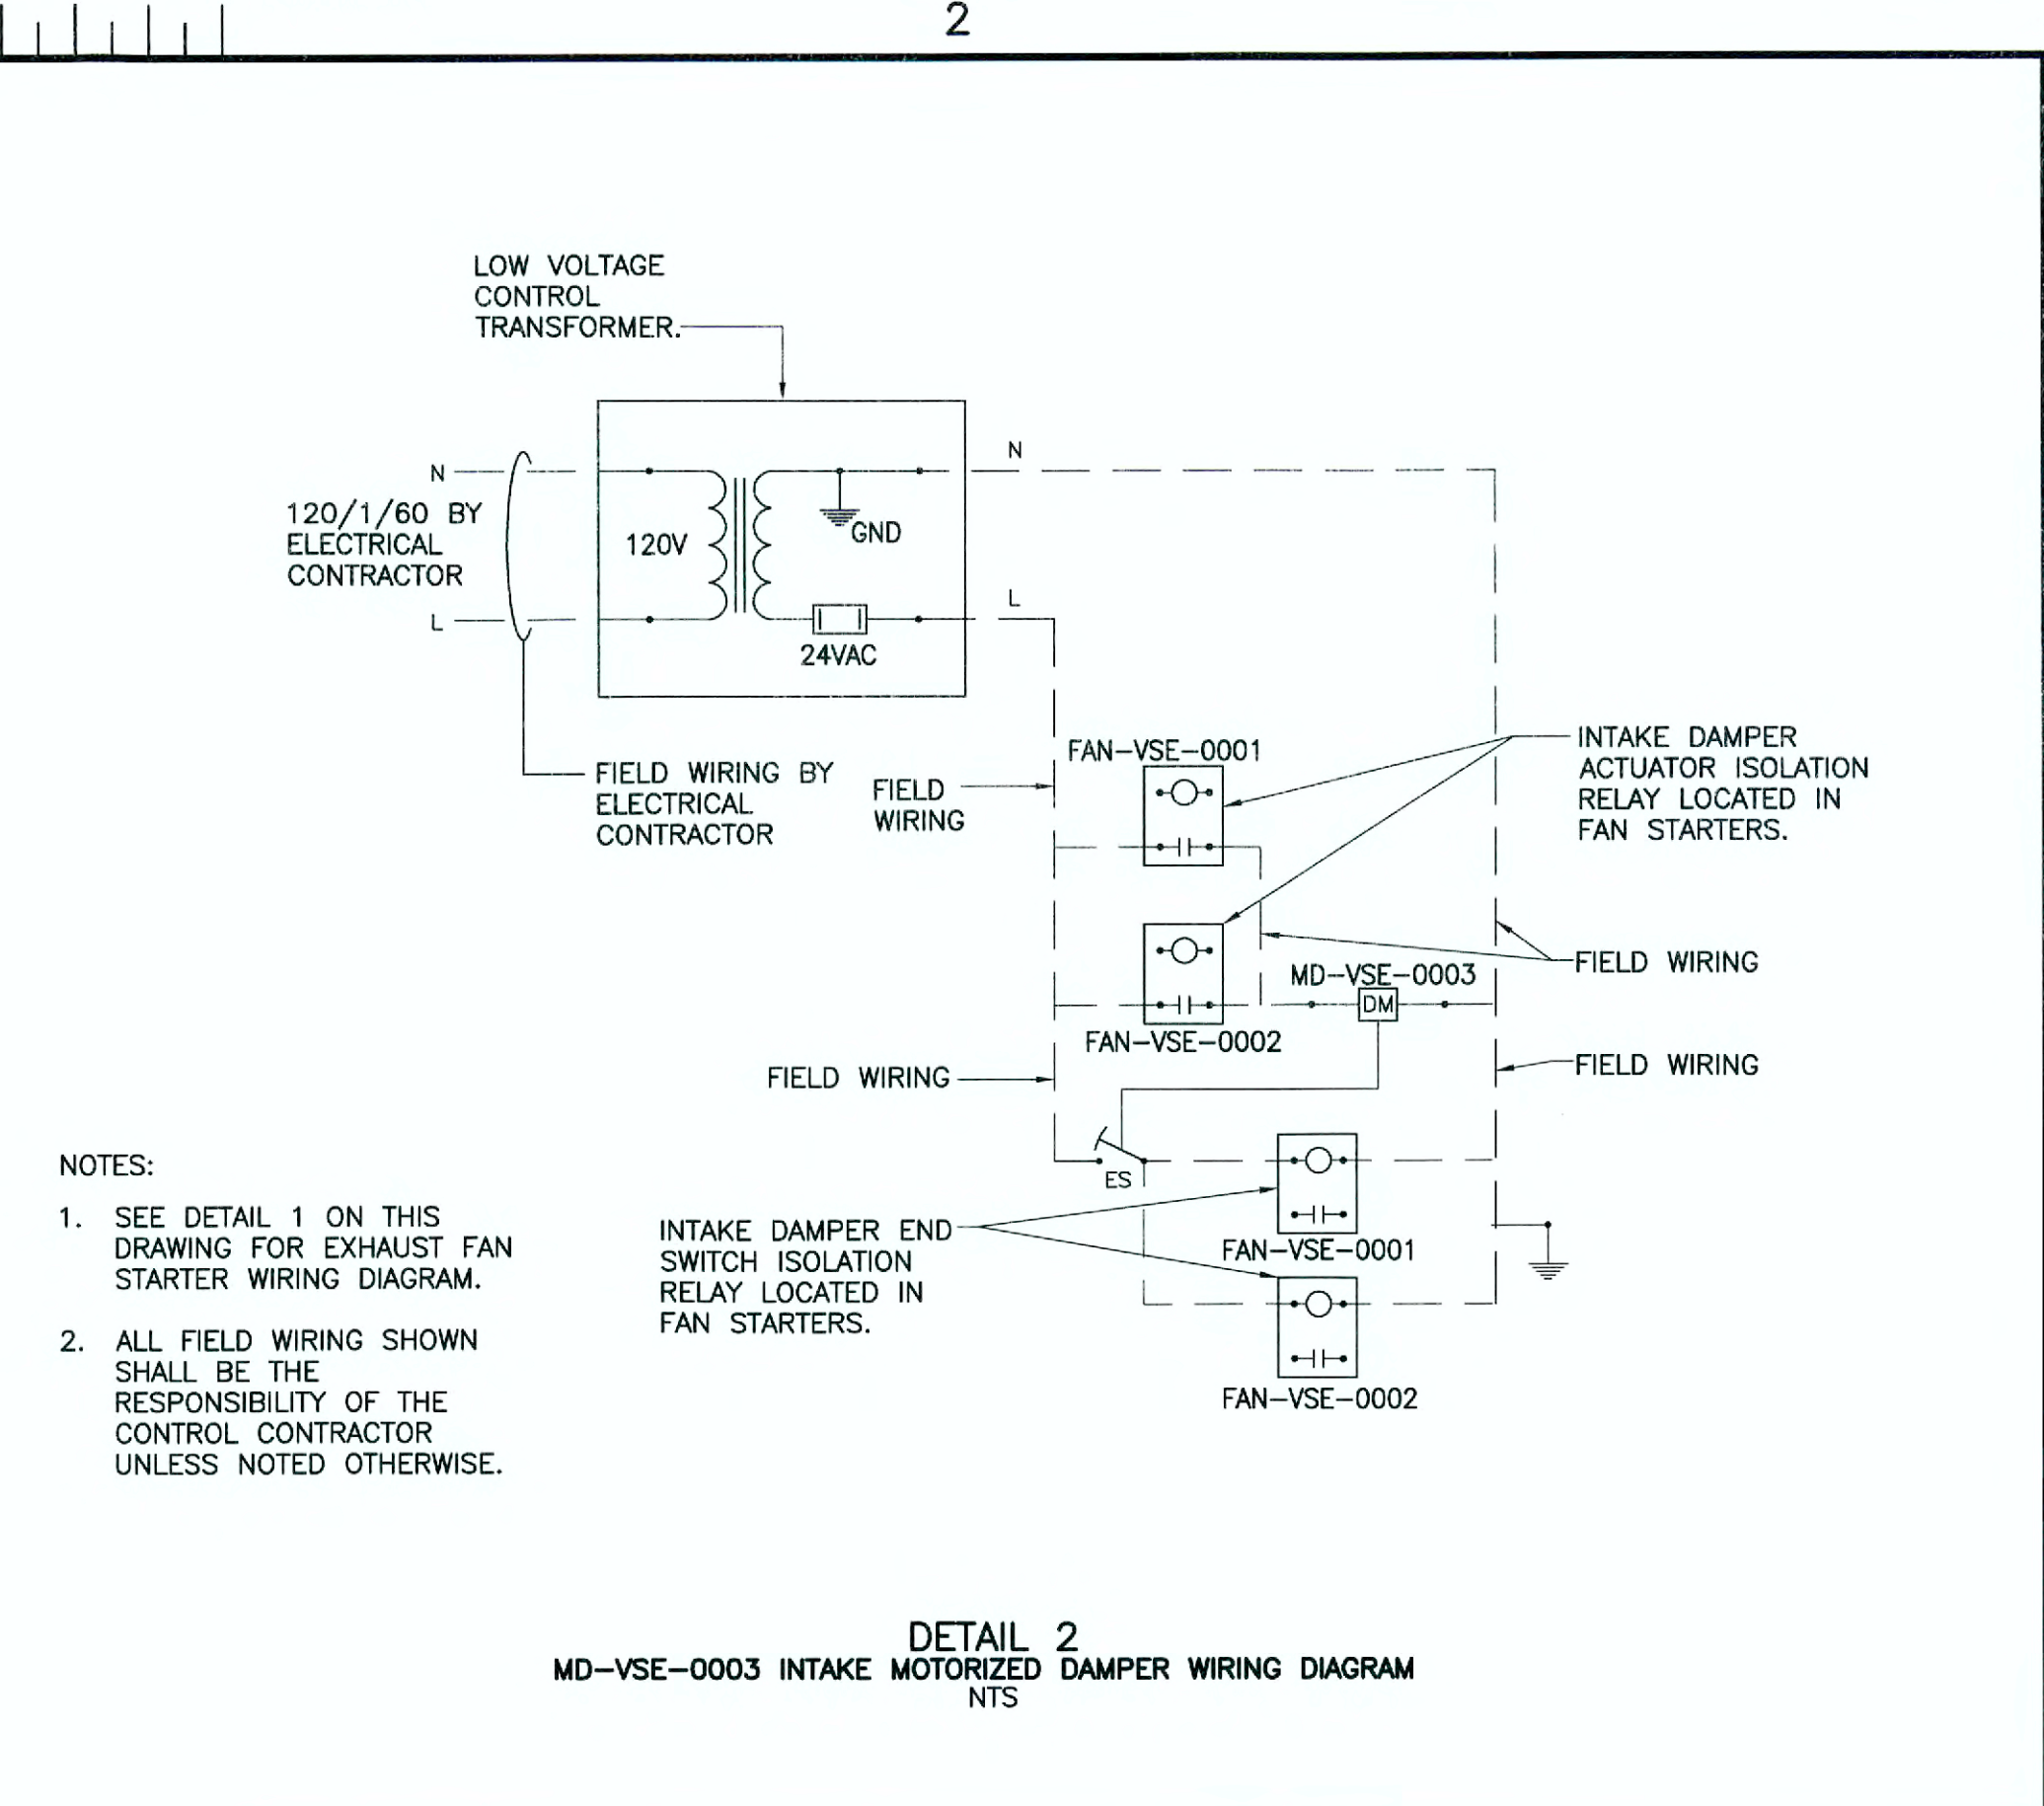 2
LOW VOLTAGE
CONTROL
TRANSFORMER.
N
N
120/1/60 BY
ELECTRICAL
CONTRACTOR
120V
GND
L
L
24VAC
FIELD WIRING BY
ELECTRICAL
CONTRACTOR
FIELD
WIRING
FAN-VSE-0001
INTAKE DAMPER
ACTUATOR ISOLATION
RELAY LOCATED IN
FAN STARTERS.
FIELD WIRING
MD-VSE-0003
DM
FAN-VSE-0002
FIELD WIRING
FIELD WIRING
ES
INTAKE DAMPER END
SWITCH ISOLATION
RELAY LOCATED IN
FAN STARTERS.
FAN-VSE-0001
FAN-VSE-0002
NOTES:
1. SEE DETAIL 1 ON THIS
DRAWING FOR EXHAUST FAN
STARTER WIRING DIAGRAM.
2. ALL FIELD WIRING SHOWN
SHALL BE THE
RESPONSIBILITY OF THE
CONTROL CONTRACTOR
UNLESS NOTED OTHERWISE.
DETAIL 2
MD-VSE-0003 INTAKE MOTORIZED DAMPER WIRING DIAGRAM
NTS